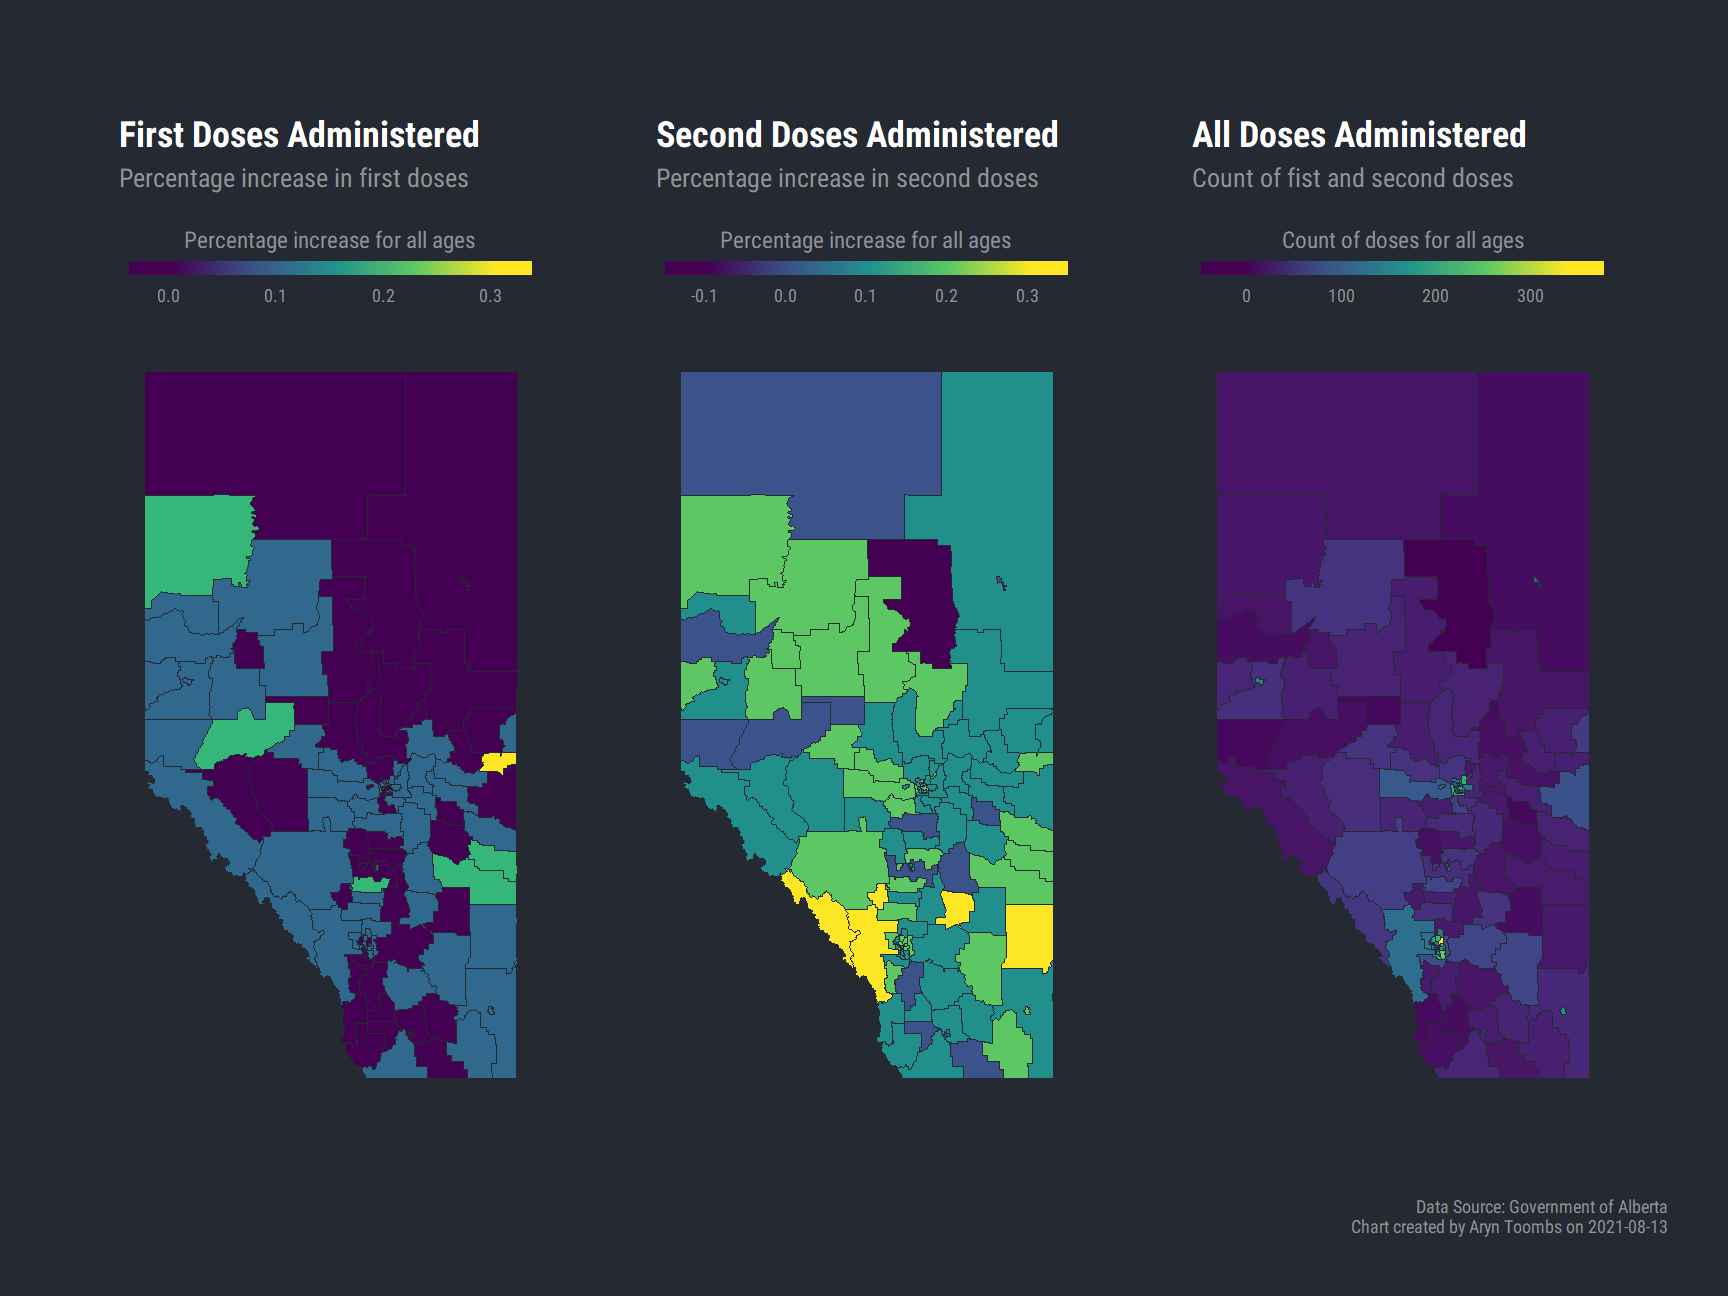 First Doses Administered
Percentage increase in first doses
Percentage increase for all ages
0.0 0.1 0.2 0.3
Second Doses Administered
Percentage increase in second doses
Percentage increase for all ages
-0.1 0.0 0.1 0.2 0.3
All Doses Administered
Count of fist and second doses
Count of doses for all ages
0 100 200 300
Data Source: Government of Alberta
Chart created by Aryn Toombs on 2021-08-13